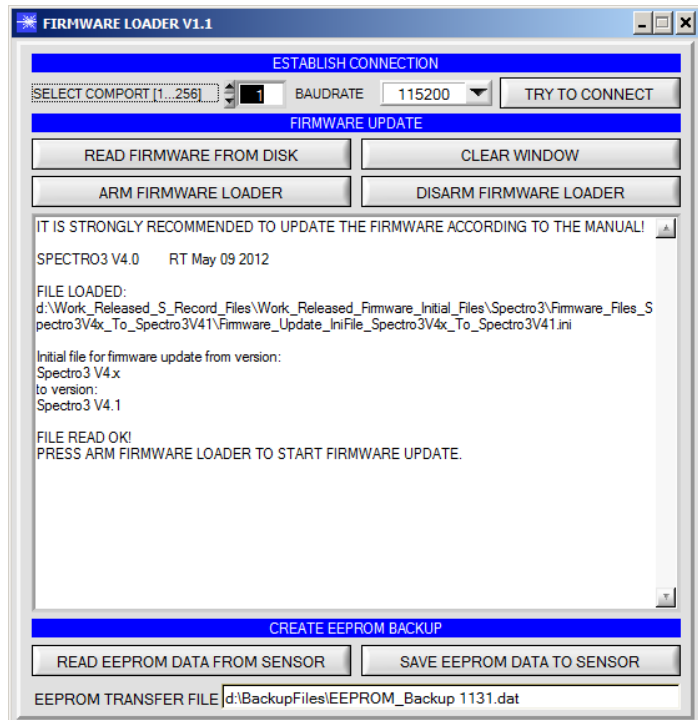 FIRMWARE LOADER V1.1
ESTABLISH CONNECTION
SELECT COMPORT [1...256] 1 BAUDRATE 115200 TRY TO CONNECT
FIRMWARE UPDATE
READ FIRMWARE FROM DISK CLEAR WINDOW
ARM FIRMWARE LOADER DISARM FIRMWARE LOADER
IT IS STRONGLY RECOMMENDED TO UPDATE THE FIRMWARE ACCORDING TO THE MANUAL!
SPECTRO3 V4.0 RT May 09 2012
FILE LOADED:
d:\Work_Released_S_Record_Files\Work_Released_Firmware_Initial_Files\Spectro3\Firmware_Files_S
pectro3V4x_To_Spectro3V41\Firmware_Update_IniFile_Spectro3V4x_To_Spectro3V41.ini
Initial file for firmware update from version:
Spectro3 V4.x
to version:
Spectro3 V4.1
FILE READ OK!
PRESS ARM FIRMWARE LOADER TO START FIRMWARE UPDATE.
CREATE EEPROM BACKUP
READ EEPROM DATA FROM SENSOR SAVE EEPROM DATA TO SENSOR
EEPROM TRANSFER FILE d:\BackupFiles\EEPROM_Backup 1131.dat